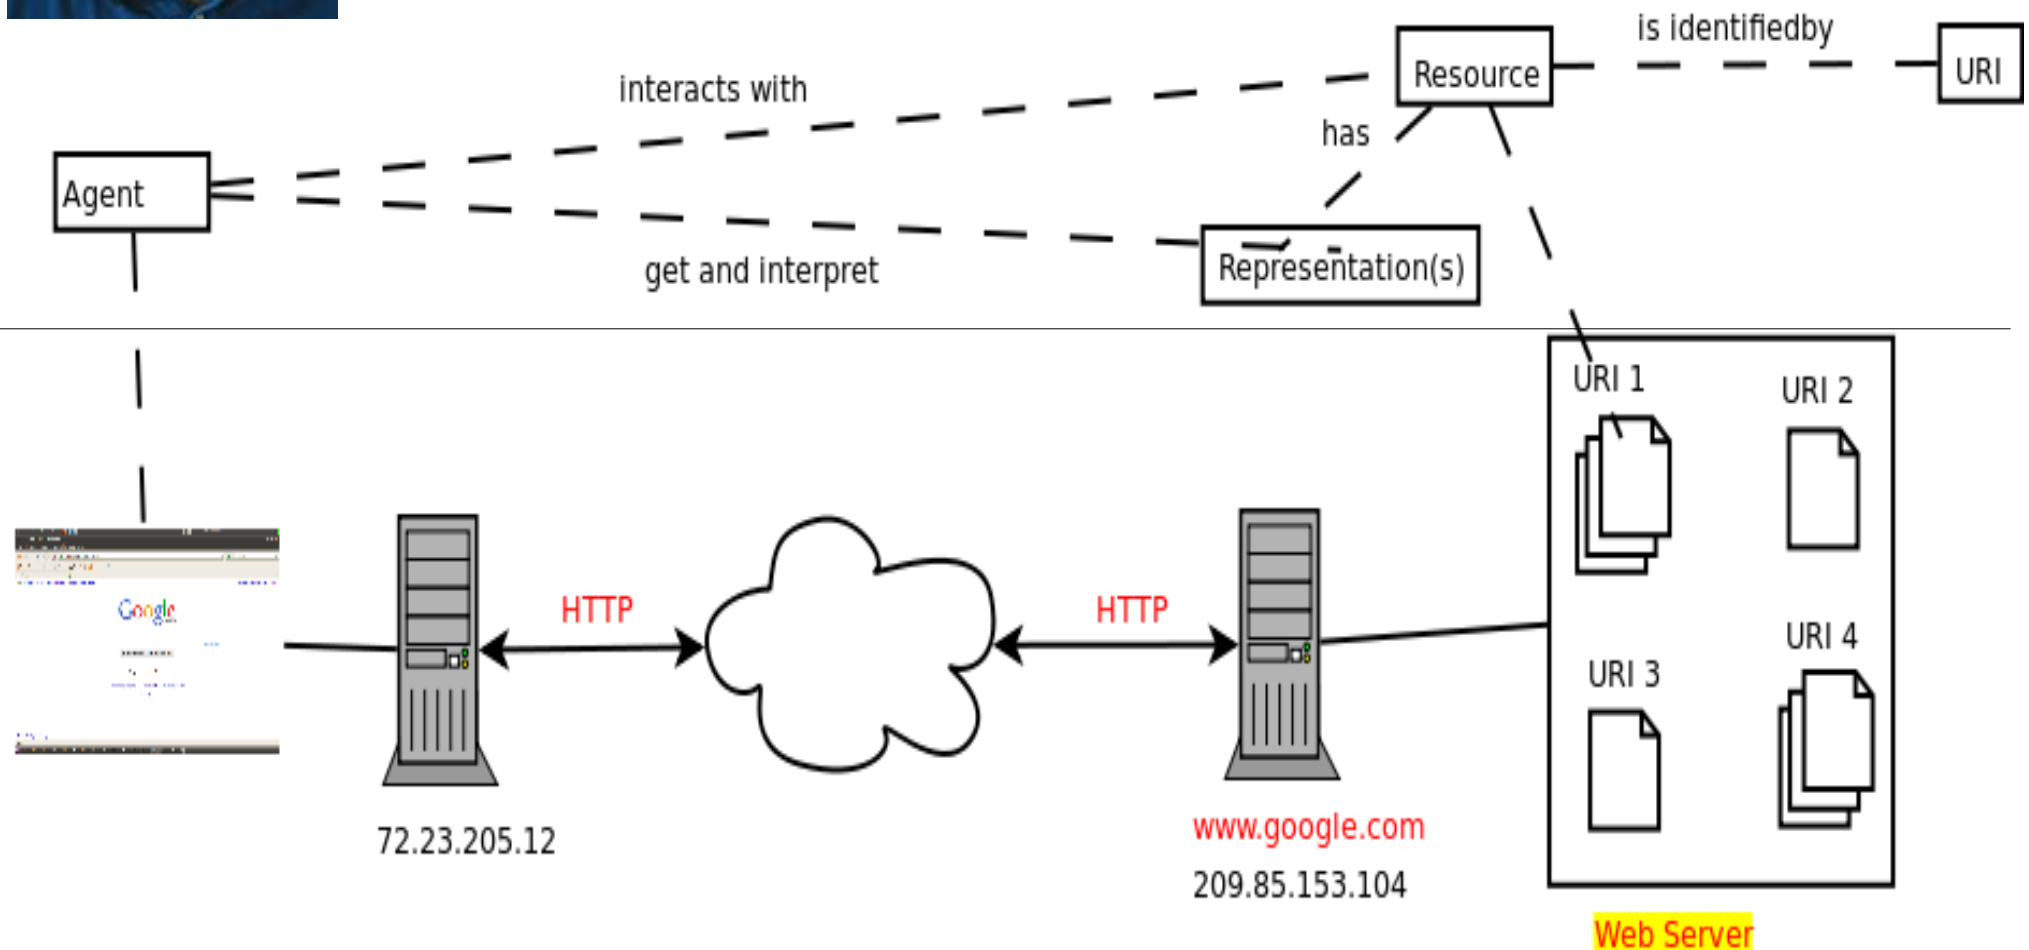 is identifiedby
interacts with
Resource
URI
has
Agent
Representation(s)
get and interpret
URI 1
URI 2
Google
HTTP
HTTP
URI 3
URI 4
72.23.205.12
www.google.com
209.85.153.104
Web Server